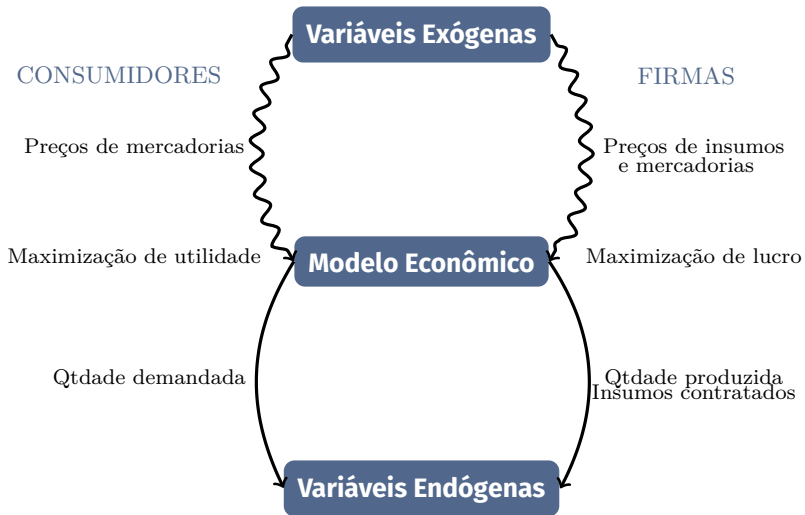 Variáveis Exógenas
CONSUMIDORES
FIRMAS
Preços de mercadorias
Preços de insumos
e mercadorias
Maximização de utilidade
Modelo Econômico
Maximização de lucro
Qtdade demandada
Qtdade produzida
Insumos contratados
Variáveis Endógenas